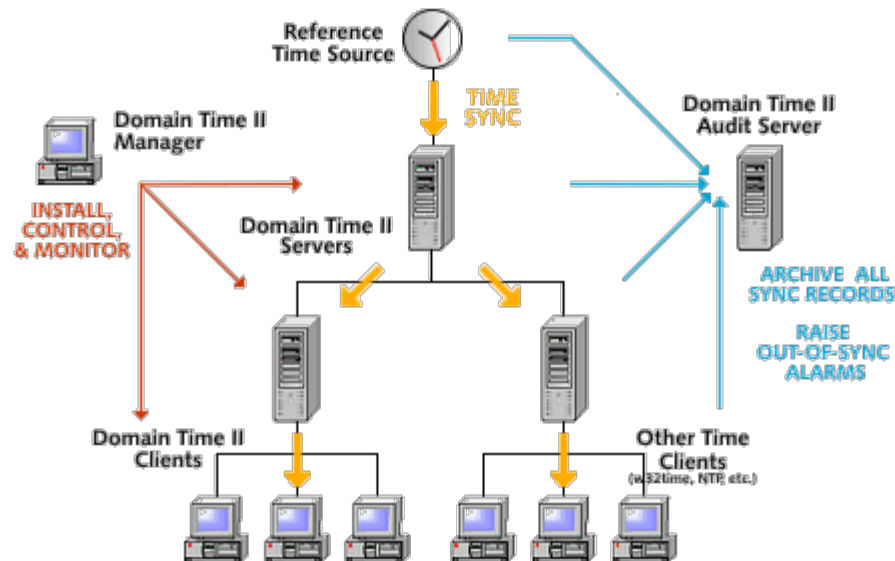 Reference
Time Source
TIME
SYNC
Domain Time II
Manager
Domain Time II
Audit Server
INSTALL,
CONTROL,
& MONITOR
Domain Time II
Servers
ARCHIVE ALL
SYNC RECORDS
RAISE
OUT-OF-SYNC
ALARMS
Domain Time II
Clients
Other Time
Clients
(w32time, NTP, etc.)